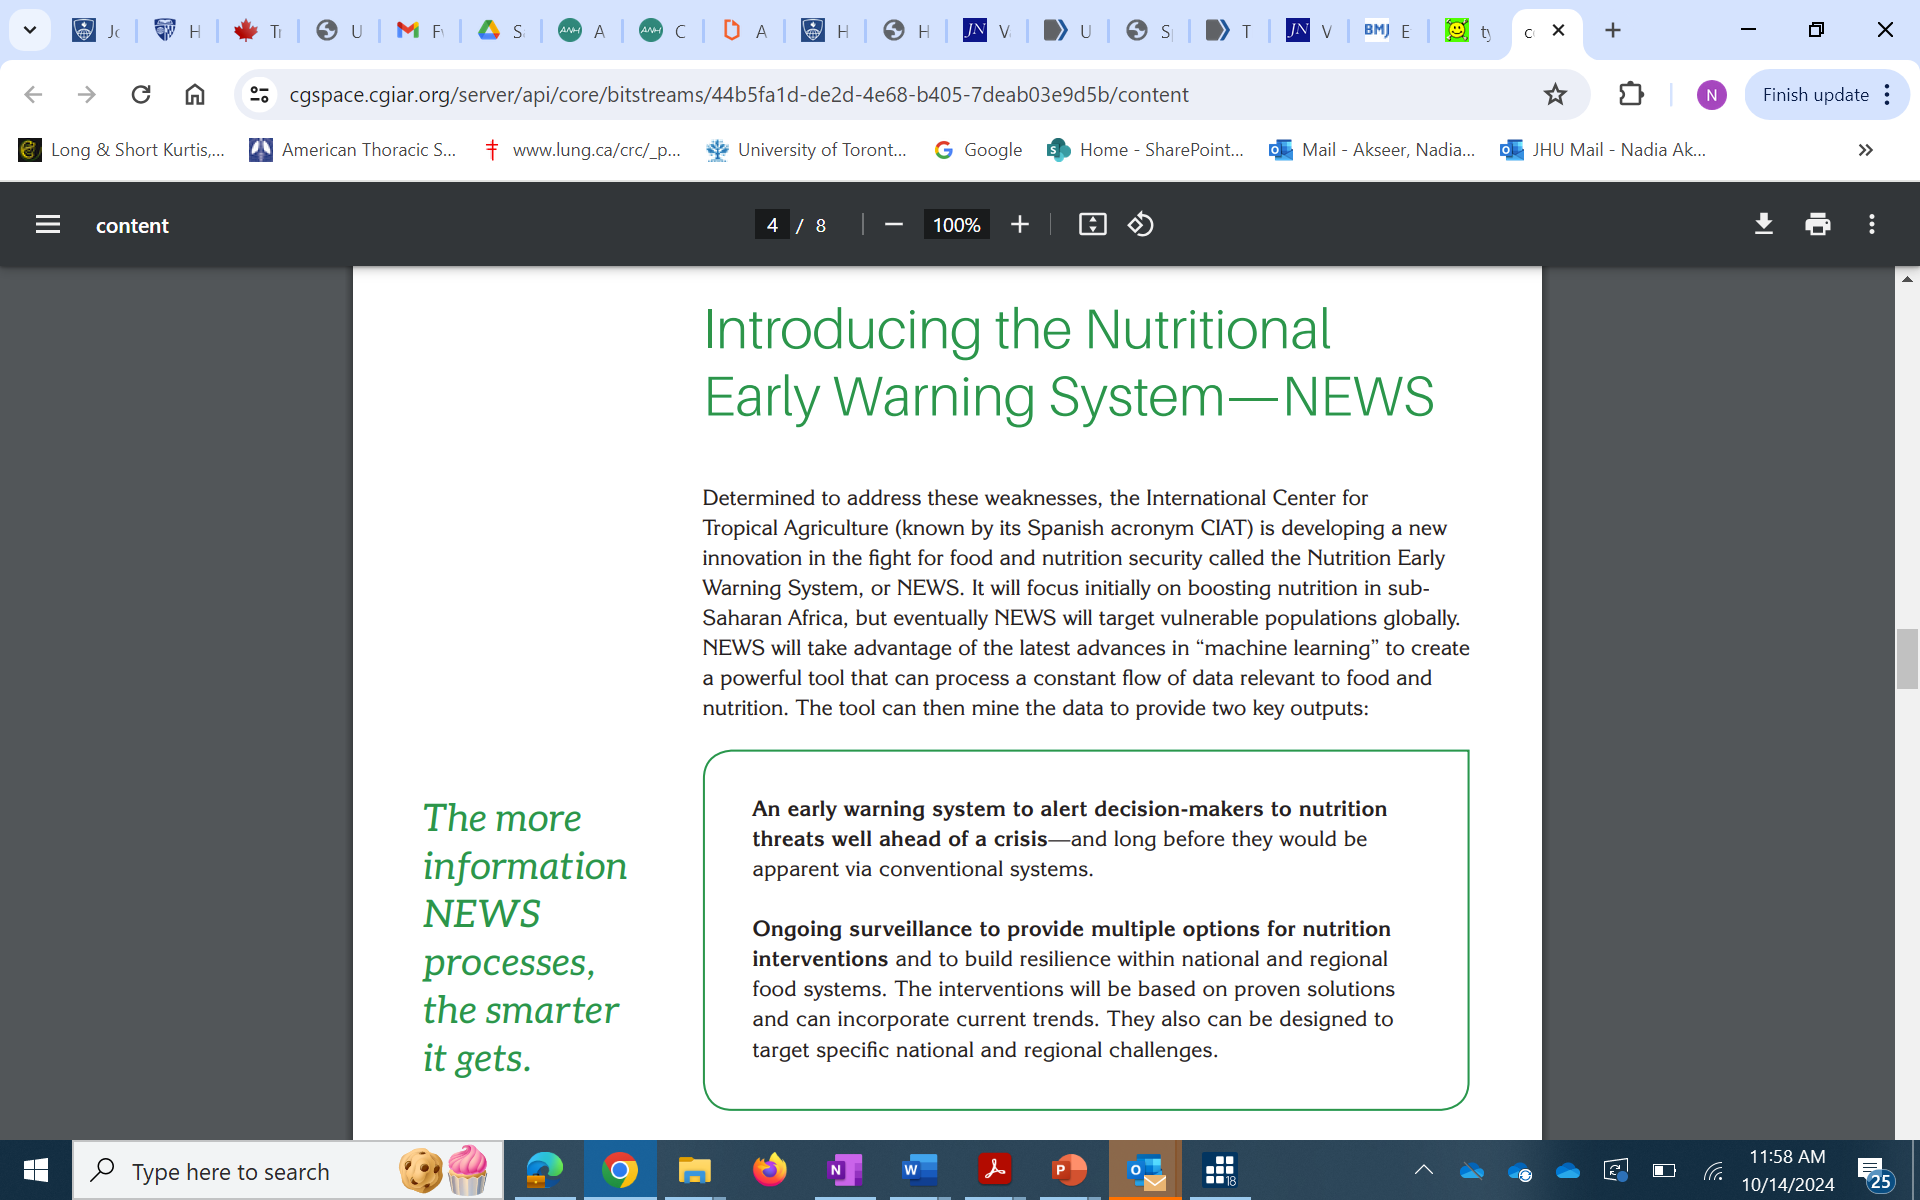 Jc
H
Tr
U
G
Fv
S
A
C
A
H
H
V
U
S
T
V
BMJ E
ty
c
cgspace.cgiar.org/server/api/core/bitstreams/44b5fa1d-de2d-4e68-b405-7deab03e9d5b/content
N
Finish update
Long & Short Kurtis,...
American Thoracic S...
www.lung.ca/crc/_p...
University of Toront...
Google
Home - SharePoint...
Mail - Akseer, Nadia...
JHU Mail - Nadia Ak...
content
4 / 8
100%
Introducing the Nutritional
Early Warning System—NEWS
Determined to address these weaknesses, the International Center for
Tropical Agriculture (known by its Spanish acronym CIAT) is developing a new
innovation in the fight for food and nutrition security called the Nutrition Early
Warning System, or NEWS. It will focus initially on boosting nutrition in sub-
Saharan Africa, but eventually NEWS will target vulnerable populations globally.
NEWS will take advantage of the latest advances in “machine learning” to create
a powerful tool that can process a constant flow of data relevant to food and
nutrition. The tool can then mine the data to provide two key outputs:
The more
information
NEWS
processes,
the smarter
it gets.
An early warning system to alert decision-makers to nutrition
threats well ahead of a crisis—and long before they would be
apparent via conventional systems.
Ongoing surveillance to provide multiple options for nutrition
interventions and to build resilience within national and regional
food systems. The interventions will be based on proven solutions
and can incorporate current trends. They also can be designed to
target specific national and regional challenges.
Type here to search
18
11:58 AM
10/14/2024
25